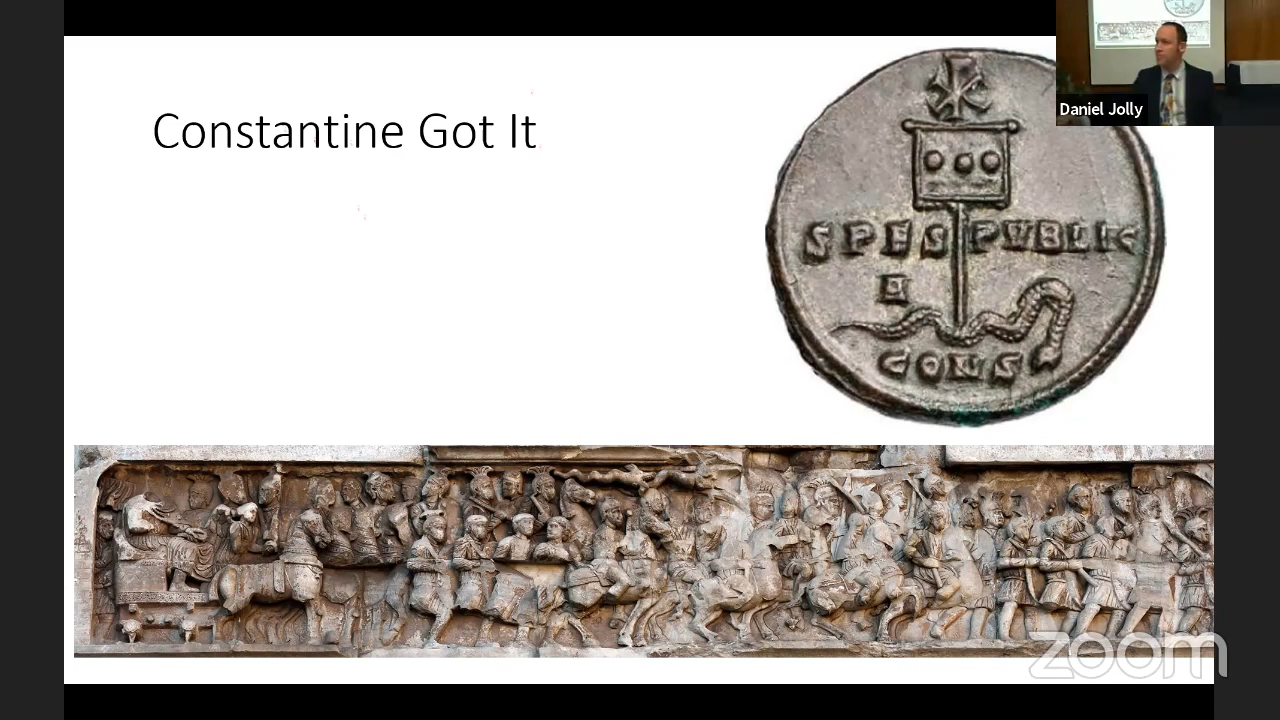 Constantine Got It
Daniel Jolly
SPES PVBLIC
A
CONS
zoom